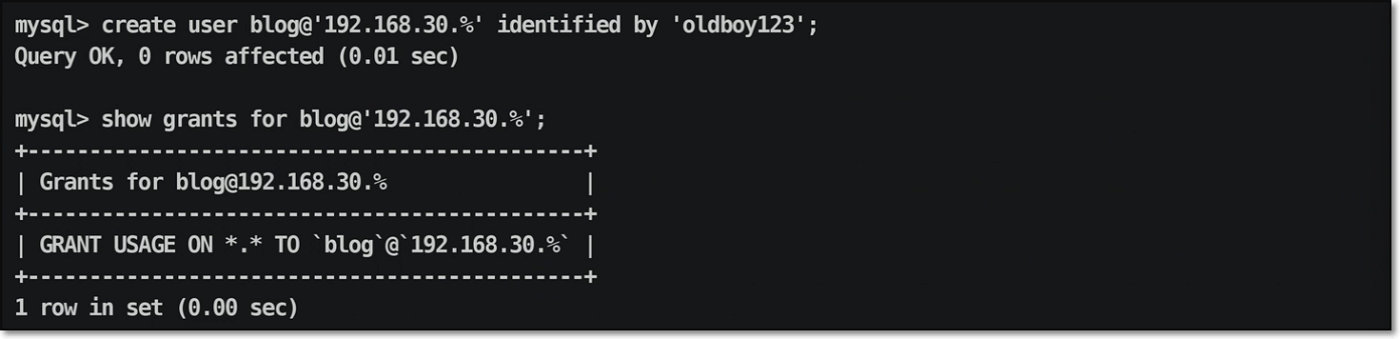 mysql> create user blog@'192.168.30.%' identified by 'oldboy123';
Query OK, 0 rows affected (0.01 sec)
mysql> show grants for blog@'192.168.30.%';
+---------------------------------------------+
| Grants for blog@192.168.30.%                |
+---------------------------------------------+
| GRANT USAGE ON *.* TO `blog`@`192.168.30.%` |
+---------------------------------------------+
1 row in set (0.00 sec)